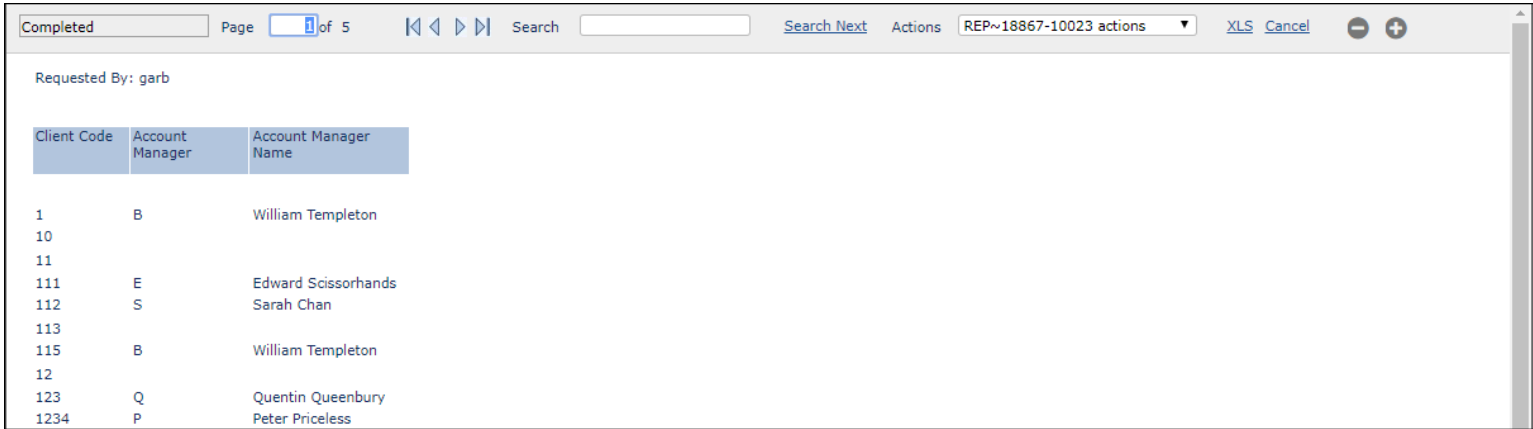 Completed Page 1 of 5 Search Search Next Actions REP~18867-10023 actions XLS Cancel
Requested By: garb
Client Code Account Manager Account Manager Name
1 B William Templeton
10
11
111 E Edward Scissorhands
112 S Sarah Chan
113
115 B William Templeton
12
123 Q Quentin Queenbury
1234 P Peter Priceless